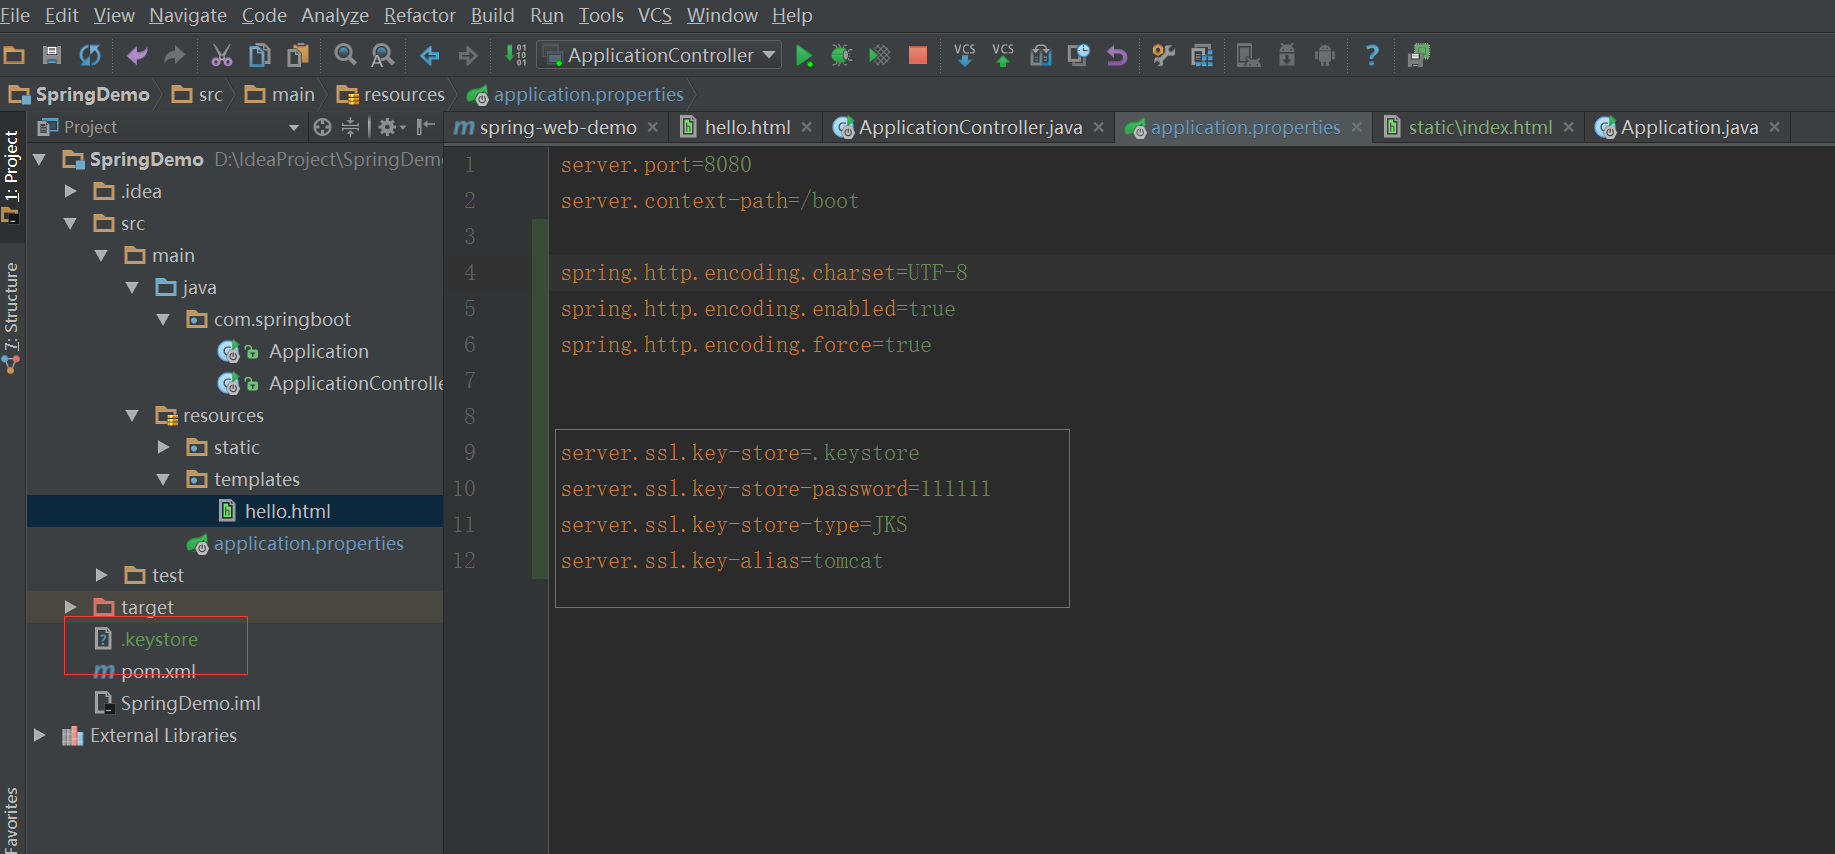 File Edit View Navigate Code Analyze Refactor Build Run Tools VCS Window Help
ApplicationController VCS VCS
SpringDemo src main resources application.properties
Project
spring-web-demo hello.html ApplicationController.java application.properties static\index.html Application.java
1: Project
7: Structure
Favorites
SpringDemo D:\IdeaProject\SpringDem
.idea
src
main
java
com.springboot
Application
ApplicationControlle
resources
static
templates
hello.html
application.properties
test
target
.keystore
pom.xml
SpringDemo.iml
External Libraries
1 server.port=8080
2 server.context-path=/boot
3
4 spring.http.encoding.charset=UTF-8
5 spring.http.encoding.enabled=true
6 spring.http.encoding.force=true
7
8
9 server.ssl.key-store=.keystore
10 server.ssl.key-store-password=111111
11 server.ssl.key-store-type=JKS
12 server.ssl.key-alias=tomcat